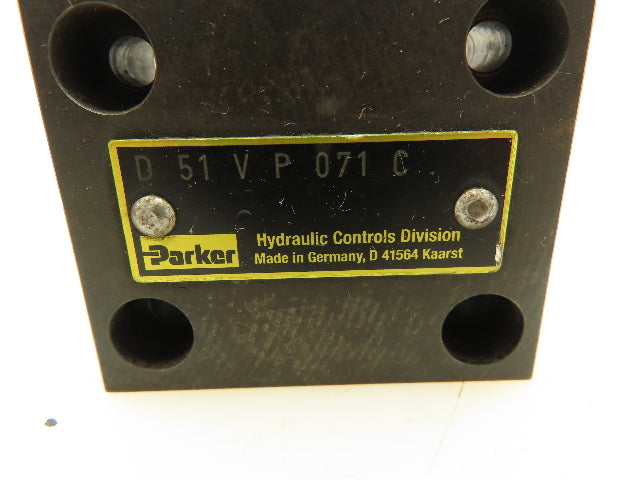 D 51 V P 071 C
Parker
Hydraulic Controls Division
Made in Germany, D 41564 Kaarst